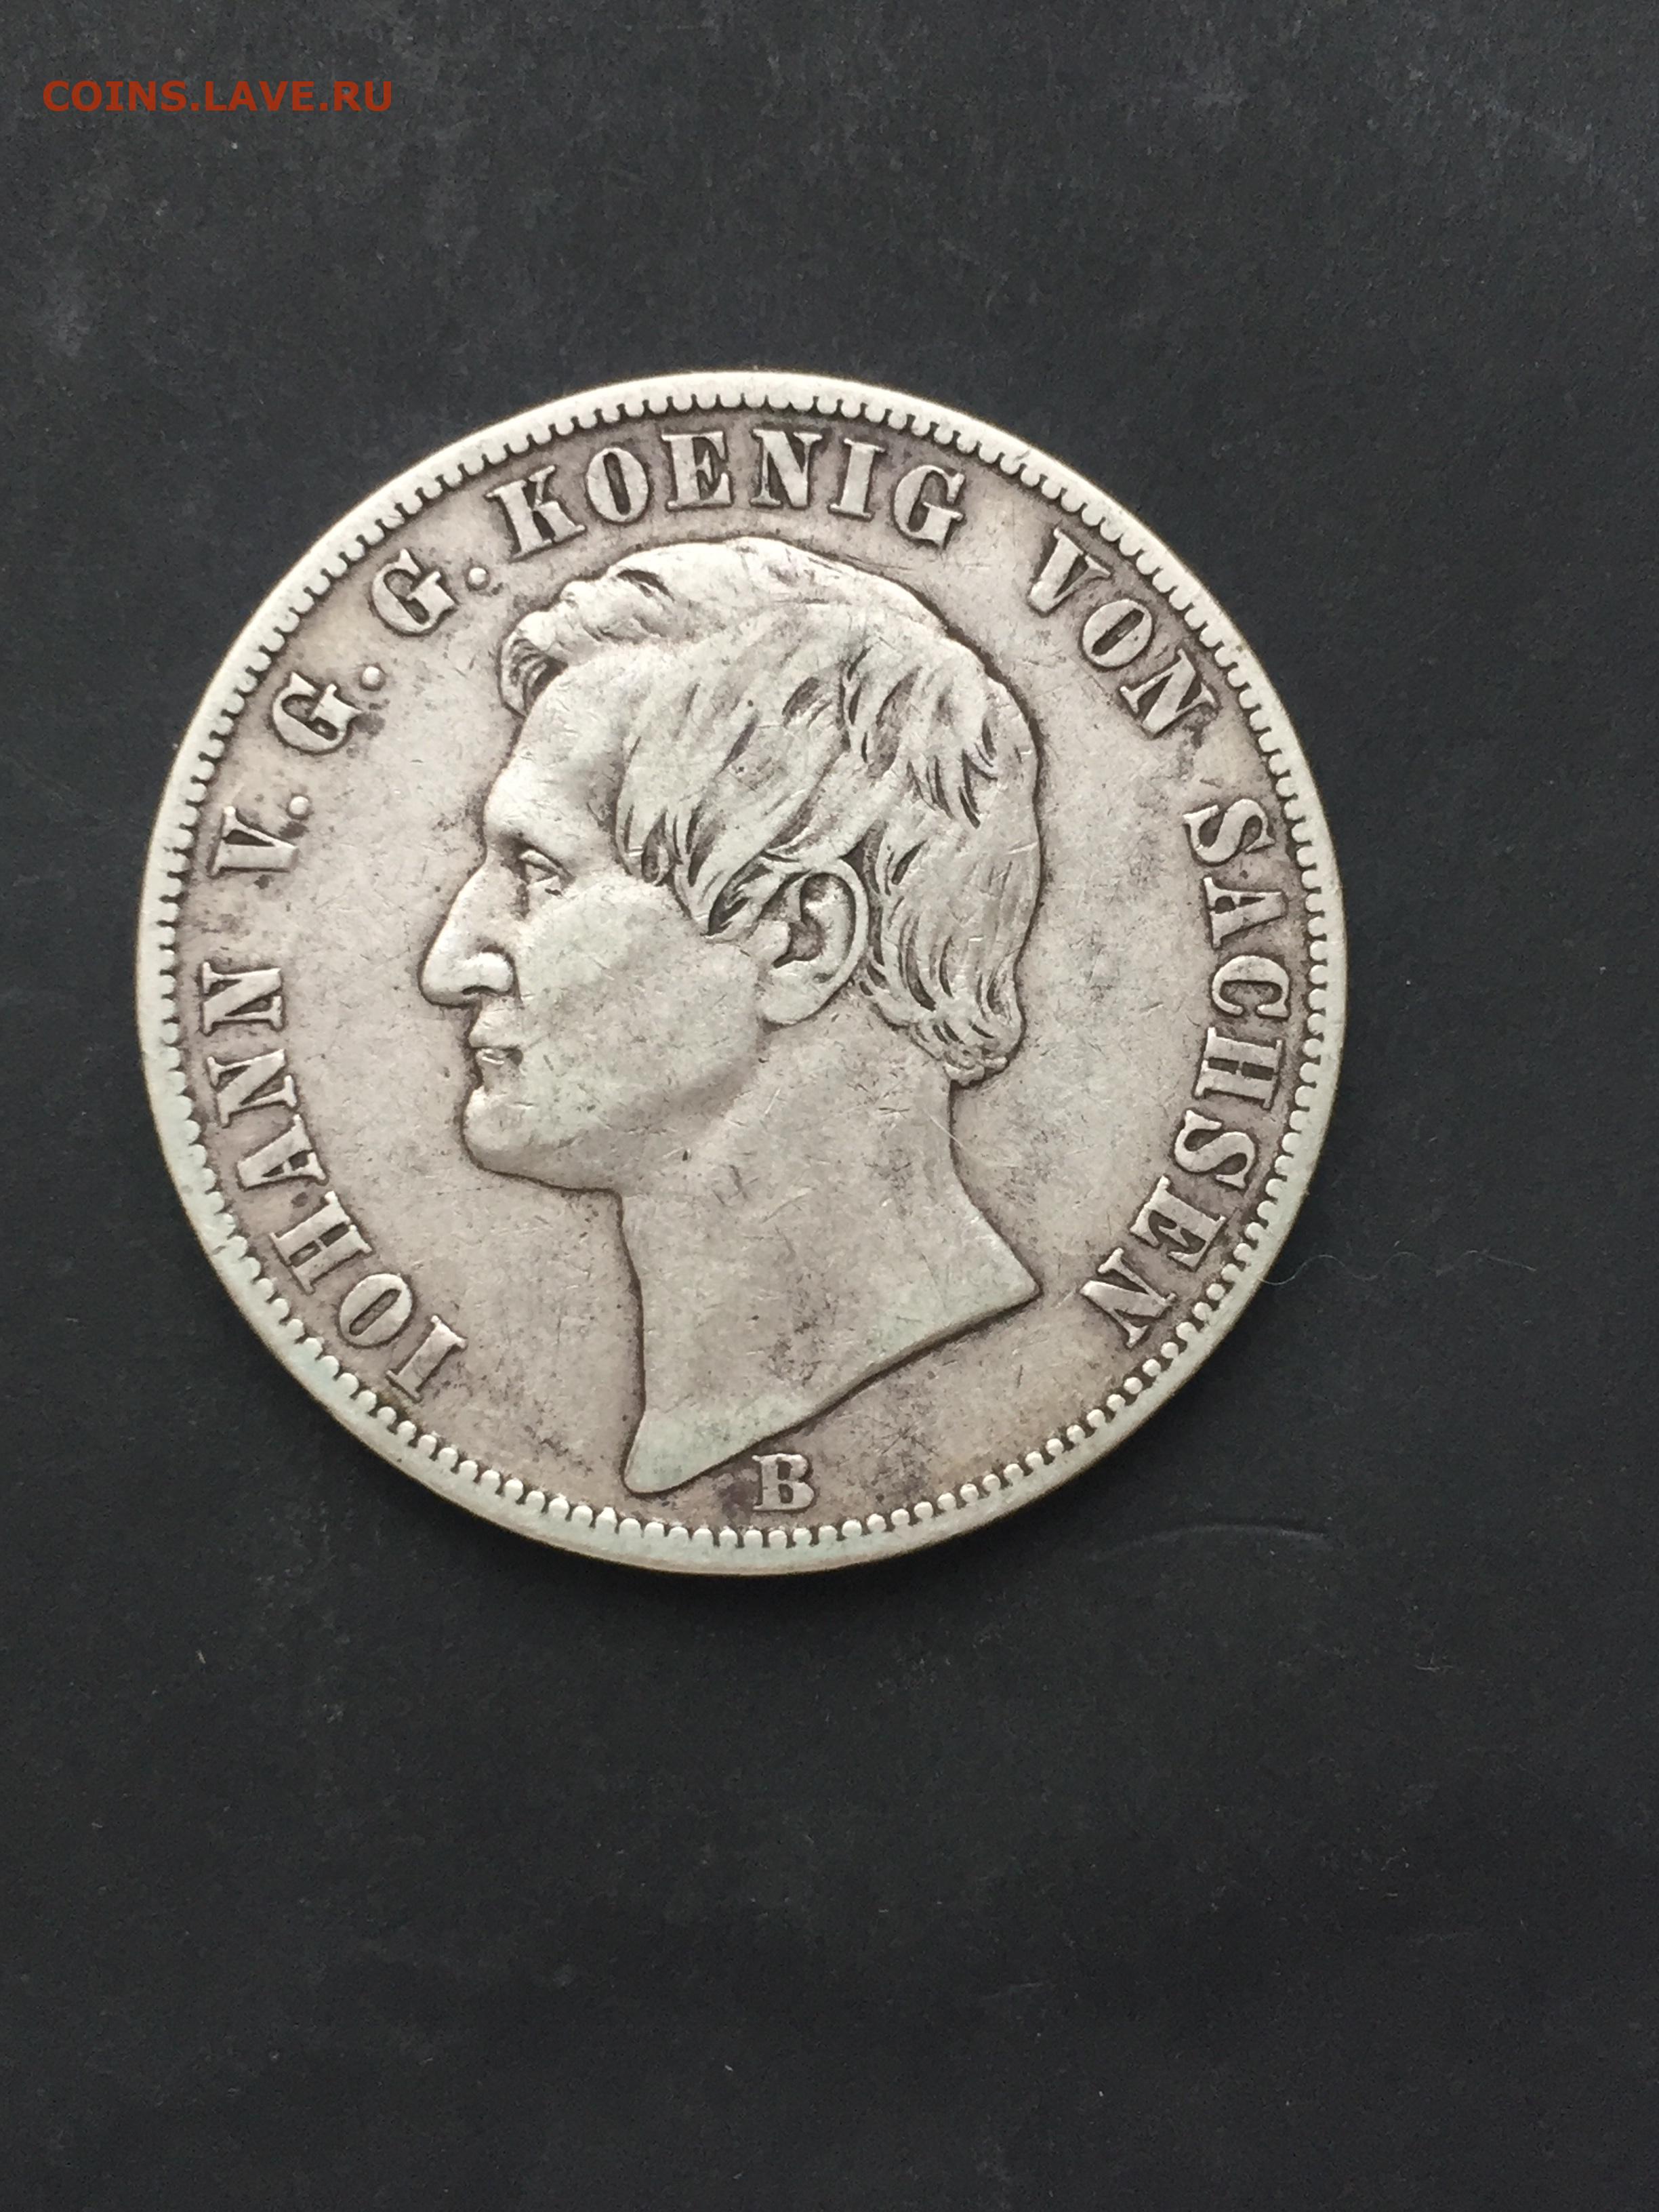 COINS.LAVE.RU
IOHANN V. G. G. KOENIG VON SACHSEN
B